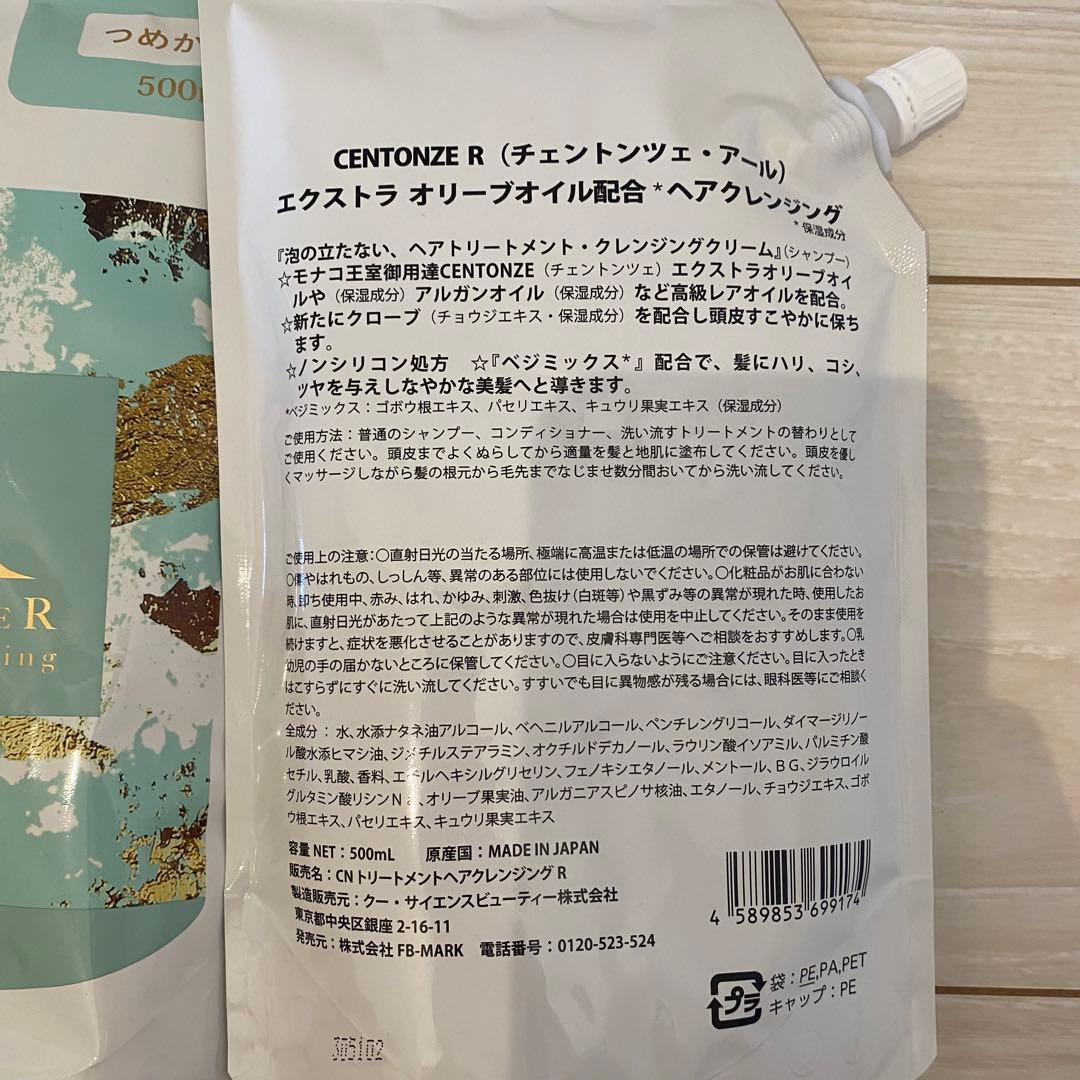 つめか
500
ER
ing
CENTONZE R（チェントンツェ・アール）
エクストラ オリーブオイル配合*ヘアクレンジング
*保湿成分
『泡の立たない、ヘアトリートメント・クレンジングクリーム』（シャンプー）
☆モナコ王室御用達CENTONZE（チェントンツェ）エクストラオリーブオイ
ルや（保湿成分）アルガンオイル（保湿成分）など高級レアオイルを配合。
☆新たにクローブ（チョウジエキス・保湿成分）を配合し頭皮すこやかに保ち
ます。
☆ノンシリコン処方 ☆『ベジミックス*』配合で、髪にハリ、コシ、
ツヤを与えしなやかな美髪へと導きます。
*ベジミックス：ゴボウ根エキス、パセリエキス、キュウリ果実エキス（保湿成分）
ご使用方法：普通のシャンプー、コンディショナー、洗い流すトリートメントの替わりとして
ご使用ください。頭皮までよくぬらしてから適量を髪と地肌に塗布してください。頭皮を優し
くマッサージしながら髪の根元から毛先までなじませ数分間おいてから洗い流してください。
ご使用上の注意：〇直射日光の当たる場所、極端に高温または低温の場所での保管は避けてください。
〇傷やはれもの、しっしん等、異常のある部位には使用しないでください。〇化粧品がお肌に合わない
時、即ち使用中、赤み、はれ、かゆみ、刺激、色抜け（白斑等）や黒ずみ等の異常が現れた時、使用したお
肌に、直射日光があたって上記のような異常が現れた場合は使用を中止してください。そのまま使用を
続けますと、症状を悪化させることがありますので、皮膚科専門医等へご相談をおすすめします。〇乳
幼児の手の届かないところに保管してください。〇目に入らないようにご注意ください。目に入ったとき
はこすらずにすぐに洗い流してください。すすいでも目に異物感が残る場合には、眼科医等にご相談く
ださい。
全成分：水、水添ナタネ油アルコール、ベヘニルアルコール、ペンチレングリコール、ダイマージリノー
ル酸水添ヒマシ油、ジメチルステアラミン、オクチルドデカノール、ラウリン酸イソアミル、パルミチン酸
セチル、乳酸、香料、エチルヘキシルグリセリン、フェノキシエタノール、メントール、BG、ジラウロイル
グルタミン酸リシンNa、オリーブ果実油、アルガニアスピノサ核油、エタノール、チョウジエキス、ゴボ
ウ根エキス、パセリエキス、キュウリ果実エキス
容量 NET：500mL 原産国：MADE IN JAPAN
販売名：CN トリートメントヘアクレンジング R
製造販売元：クー・サイエンスビューティー株式会社
東京都中央区銀座 2-16-11
発売元：株式会社 FB-MARK 電話番号：0120-523-524
4 589853 699174
プラ
袋：PE,PA,PET
キャップ：PE
305102